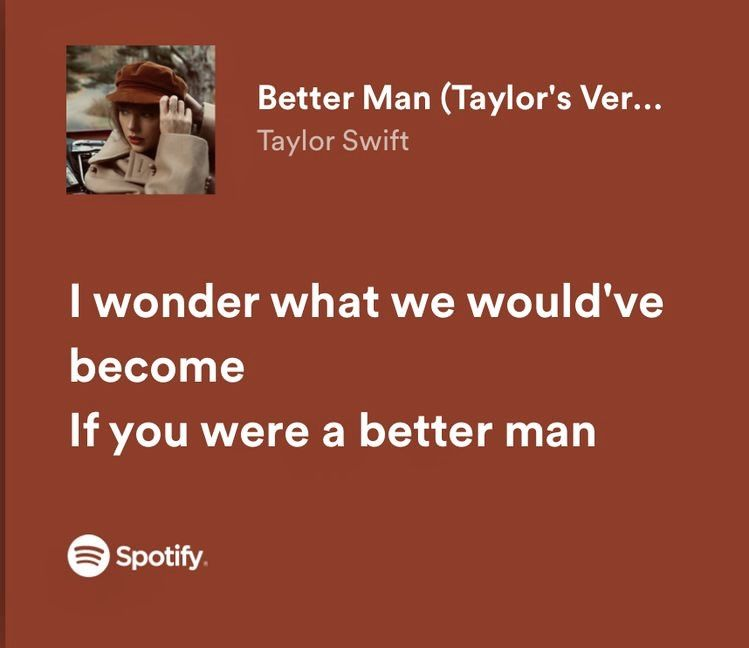 Better Man (Taylor's Ver...
Taylor Swift
I wonder what we would've
become
If you were a better man
Spotify